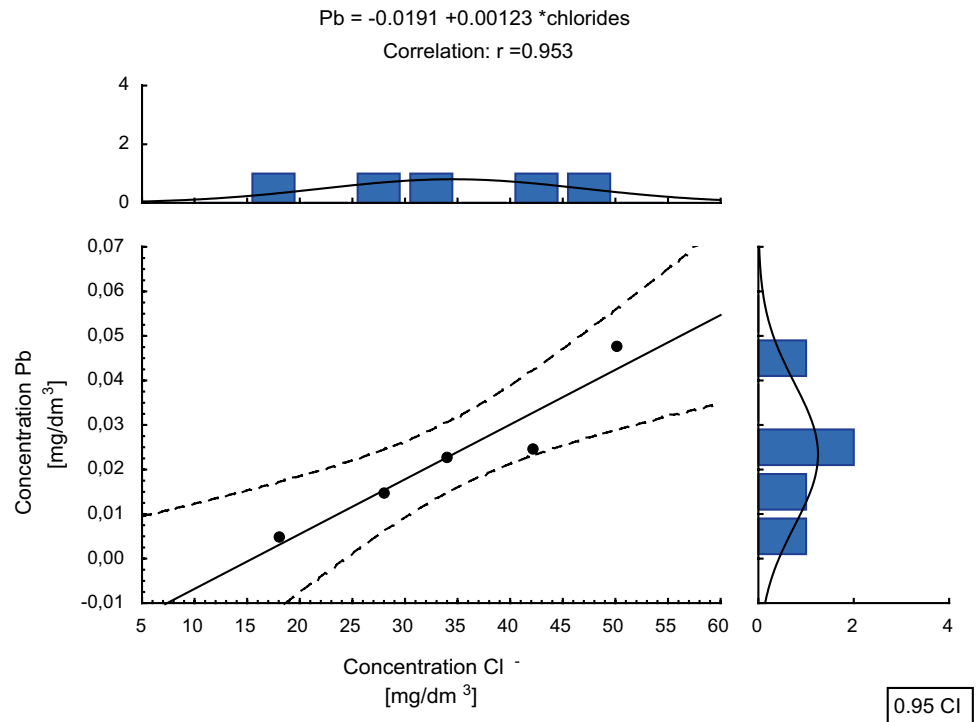 Pb = -0.0191 +0.00123 *chlorides
Correlation: r =0.953
4
2
0
0,07
0,06
0,05
0,04
0,03
0,02
0,01
0,00
-0,01
Concentration Pb
[mg/dm 3]
5 10 15 20 25 30 35 40 45 50 55 60
0 2 4
Concentration Cl -
[mg/dm 3]
0.95 CI